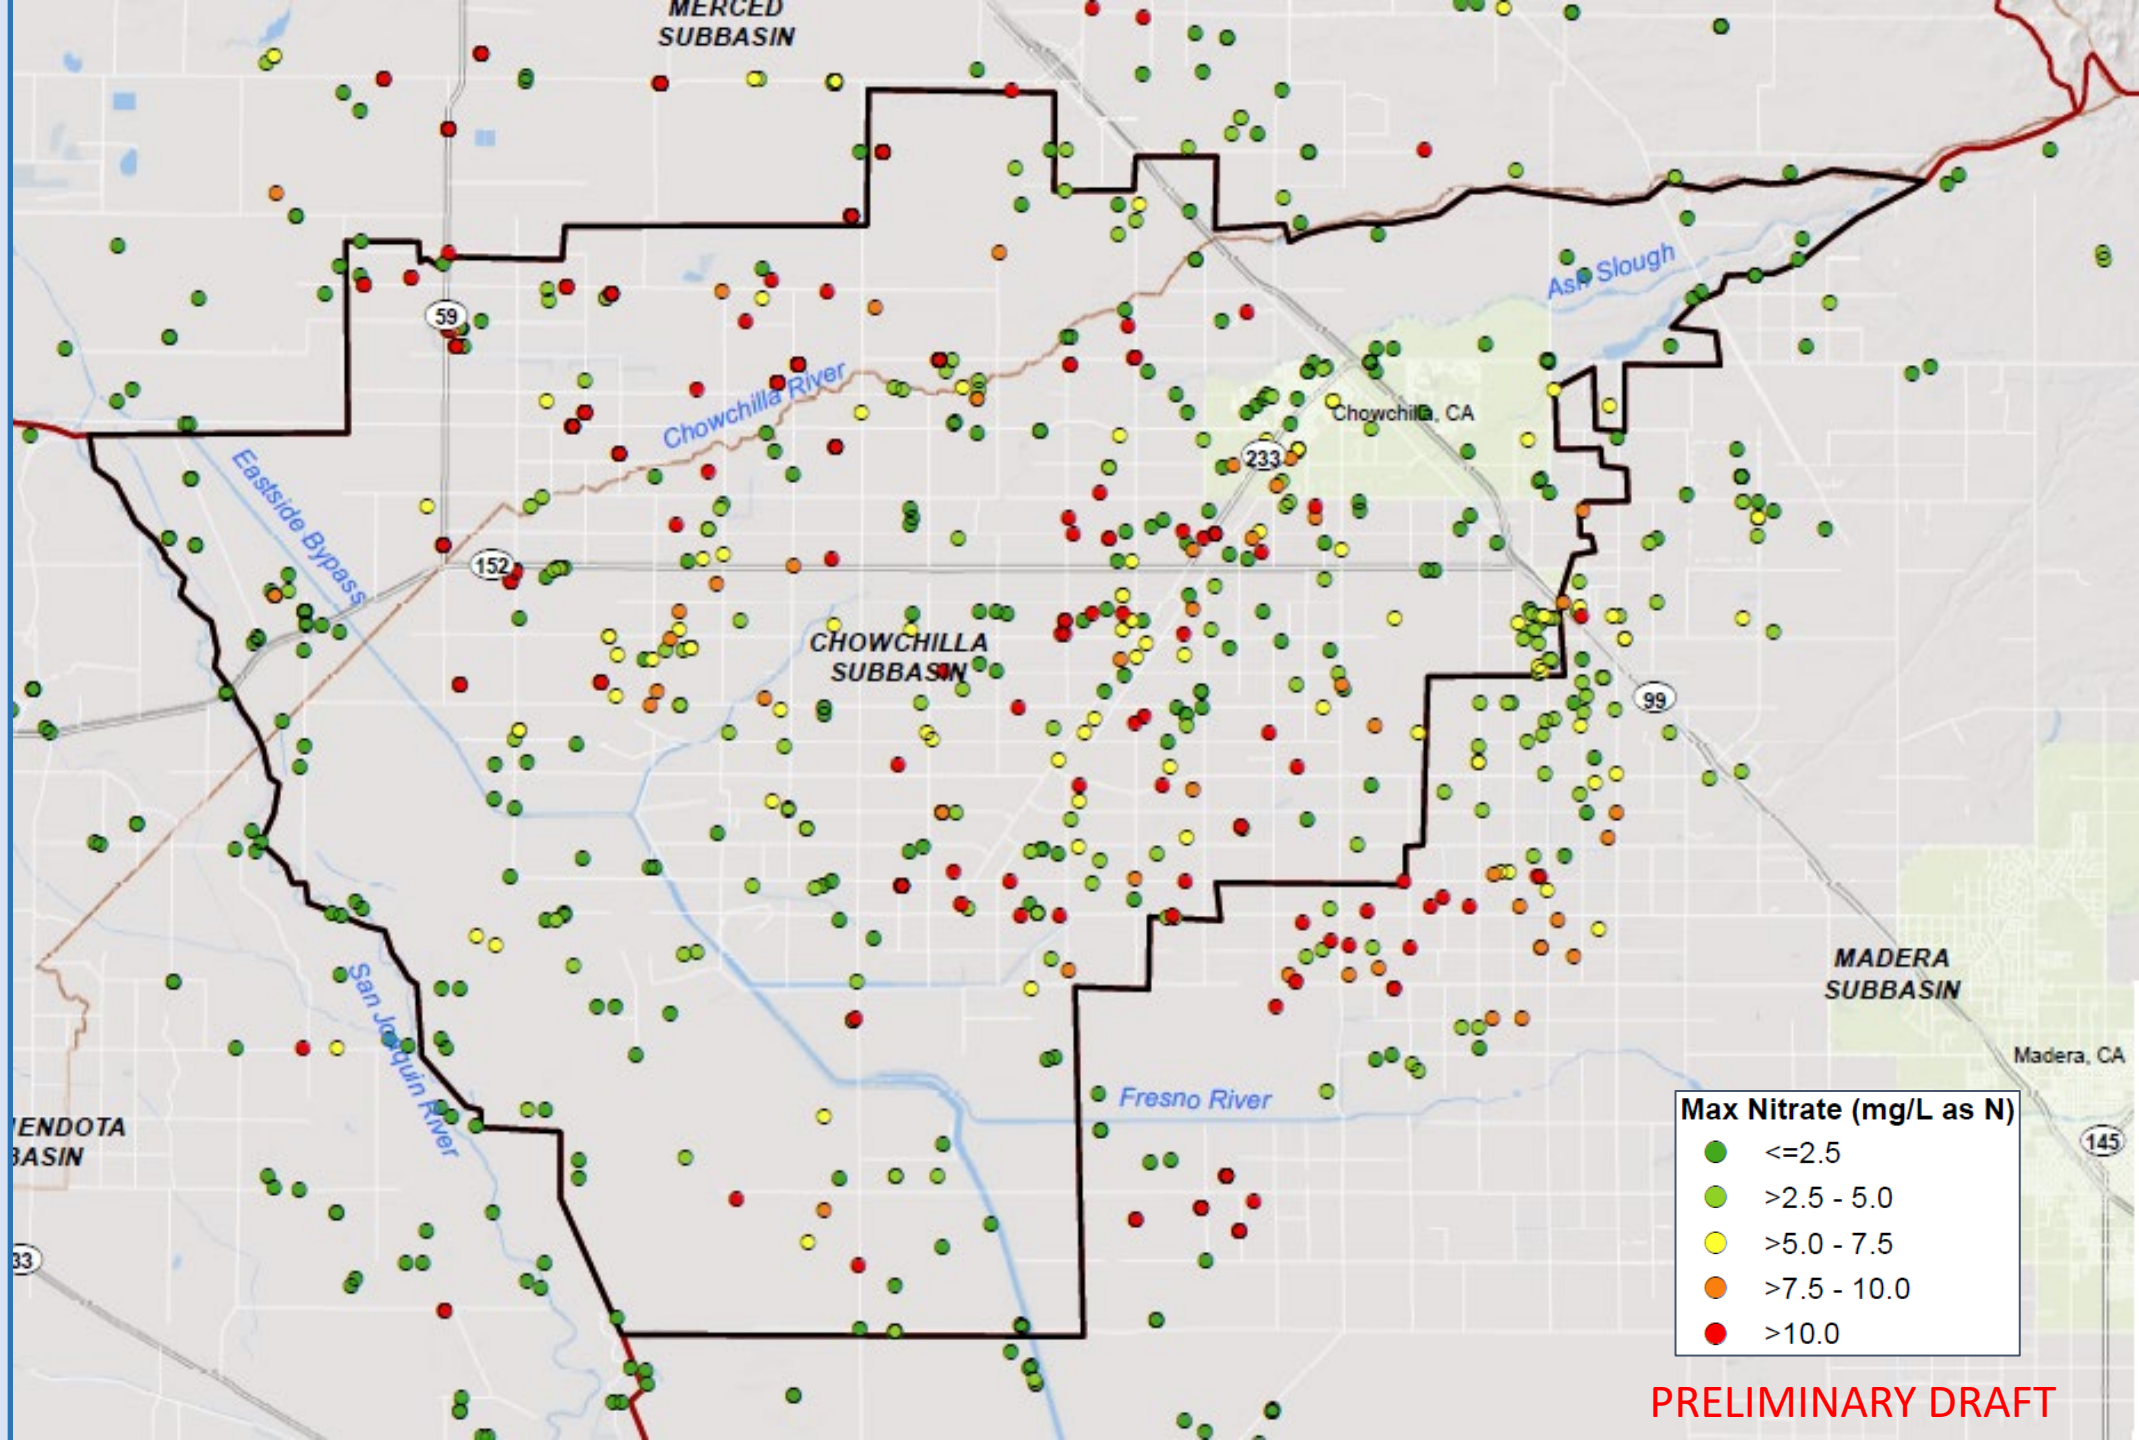 MERCED
SUBBASIN
Ash Slough
59
Chowchilla River
Chowchilla, CA
233
Eastside Bypass
152
CHOWCHILLA
SUBBASIN
99
MADERA
SUBBASIN
San Joaquin River
Madera, CA
Fresno River
ENDOTA
BASIN
145
33
Max Nitrate (mg/L as N)
<=2.5
>2.5 - 5.0
>5.0 - 7.5
>7.5 - 10.0
>10.0
PRELIMINARY DRAFT